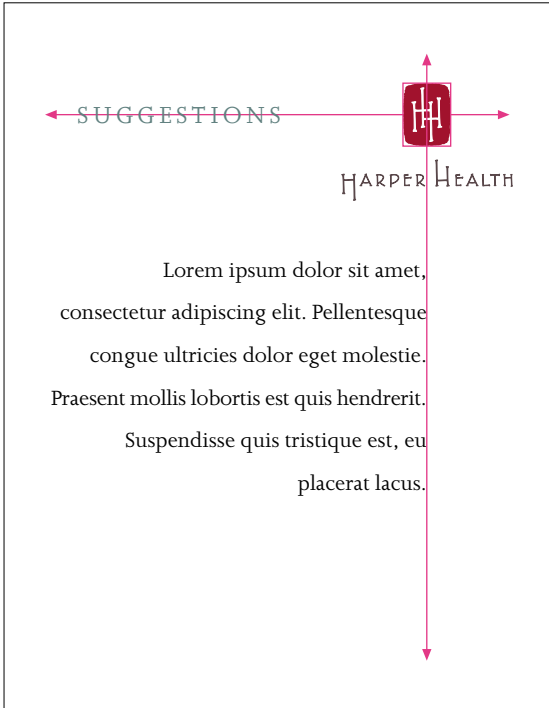 SUGGESTIONS
HH
HARPER HEALTH
Lorem ipsum dolor sit amet,
consectetur adipiscing elit. Pellentesque
congue ultricies dolor eget molestie.
Praesent mollis lobortis est quis hendrerit.
Suspendisse quis tristique est, eu
placerat lacus.